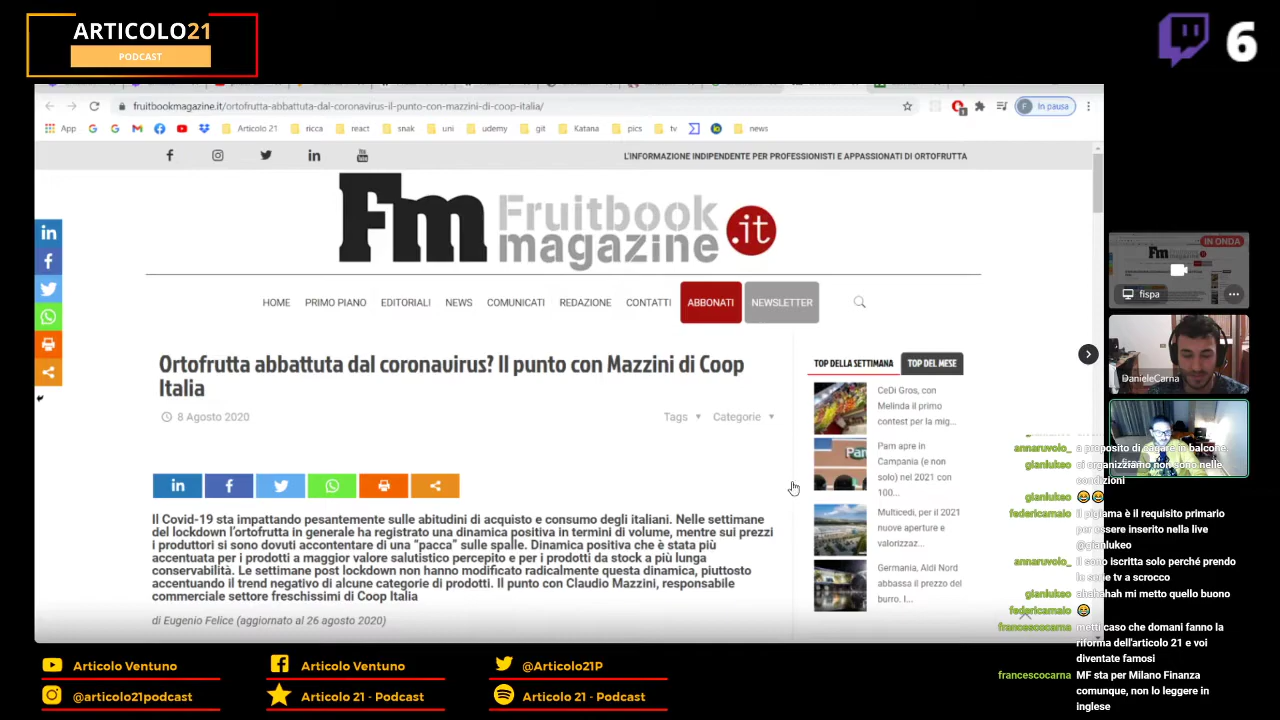 ARTICOLO21
PODCAST
6
fruitbookmagazine.it/ortofrutta-abbattuta-dal-coronavirus-il-punto-con-mazzini-di-coop-italia/
In pausa
App
Articolo 21
ricca
react
snak
uni
udemy
git
Katana
pics
tv
news
L'INFORMAZIONE INDIPENDENTE PER PROFESSIONISTI E APPASSIONATI DI ORTOFRUTTA
Fm Fruitbook magazine .it
HOME
PRIMO PIANO
EDITORIALI
NEWS
COMUNICATI
REDAZIONE
CONTATTI
ABBONATI
NEWSLETTER
Ortofrutta abbattuta dal coronavirus? Il punto con Mazzini di Coop
Italia
8 Agosto 2020
Tags
Categorie
Il Covid-19 sta impattando pesantemente sulle abitudini di acquisto e consumo degli italiani. Nelle settimane
del lockdown l'ortofrutta in generale ha registrato una dinamica positiva in termini di volume, mentre sui prezzi
i produttori si sono dovuti accontentare di una "pacca" sulle spalle. Dinamica positiva che è stata più
accentuata per i prodotti a maggior valore salutistico percepito e per i prodotti da stock a più lunga
conservabilità. Le settimane post lockdown non hanno modificato radicalmente questa dinamica, piuttosto
accentuando il trend negativo di alcune categorie di prodotti. Il punto con Claudio Mazzini, responsabile
commerciale settore freschissimi di Coop Italia
di Eugenio Felice (aggiornato al 26 agosto 2020)
TOP DELLA SETTIMANA
TOP DEL MESE
CeDi Gros, con
Melinda il primo
contest per la mig...
Pam apre in
Campania (e non
solo) nel 2021 con
100...
Multicedi, per il 2021
nuove aperture e
valorizzaz...
Germania, Aldi Nord
abbassa il prezzo del
burro. I...
IN ONDA
fispa
DanieleCarna
annaruvolo_ a proposito di cagare in balcone.
gianlukeo ci organizziamo non sono nelle
condizioni
gianlukeo 😂😂
federicamaio il pigiama è il requisito primario
per essere inserito nella live
@gianlukeo
annaruvolo_ il sono iscritta solo perché prendo
le serie tv a scrocco
gianlukeo ahahahah mi metto quello buono
federicamaio 😂
francescocarna metti caso che domani fanno la
riforma dell'articolo 21 e voi
diventate famosi
francescocarna MF sta per Milano Finanza
comunque, non lo leggere in
inglese
Articolo Ventuno
Articolo Ventuno
@Articolo21P
@articolo21podcast
Articolo 21 - Podcast
Articolo 21 - Podcast